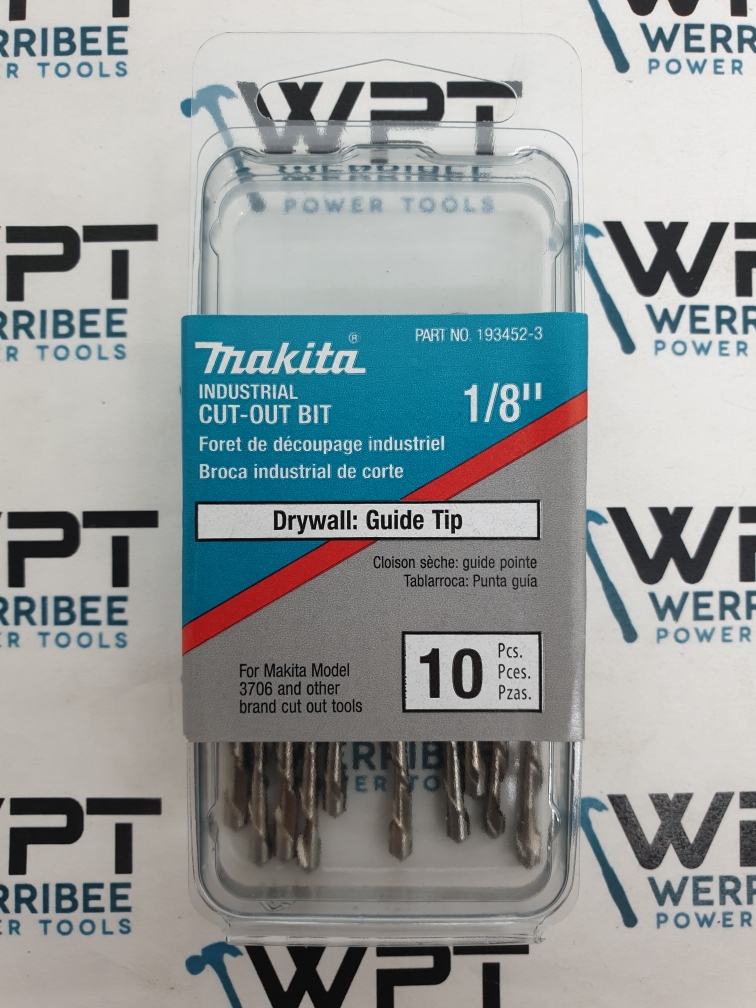 WPT
WERRIBEE
POWER TOOLS
makita®
PART NO. 193452-3
INDUSTRIAL
CUT-OUT BIT
1/8"
Foret de découpage industriel
Broca industrial de corte
Drywall: Guide Tip
Cloison sèche: guide pointe
Tablarroca: Punta guía
For Makita Model
3706 and other
brand cut out tools
10
Pcs.
Pces.
Pzas.